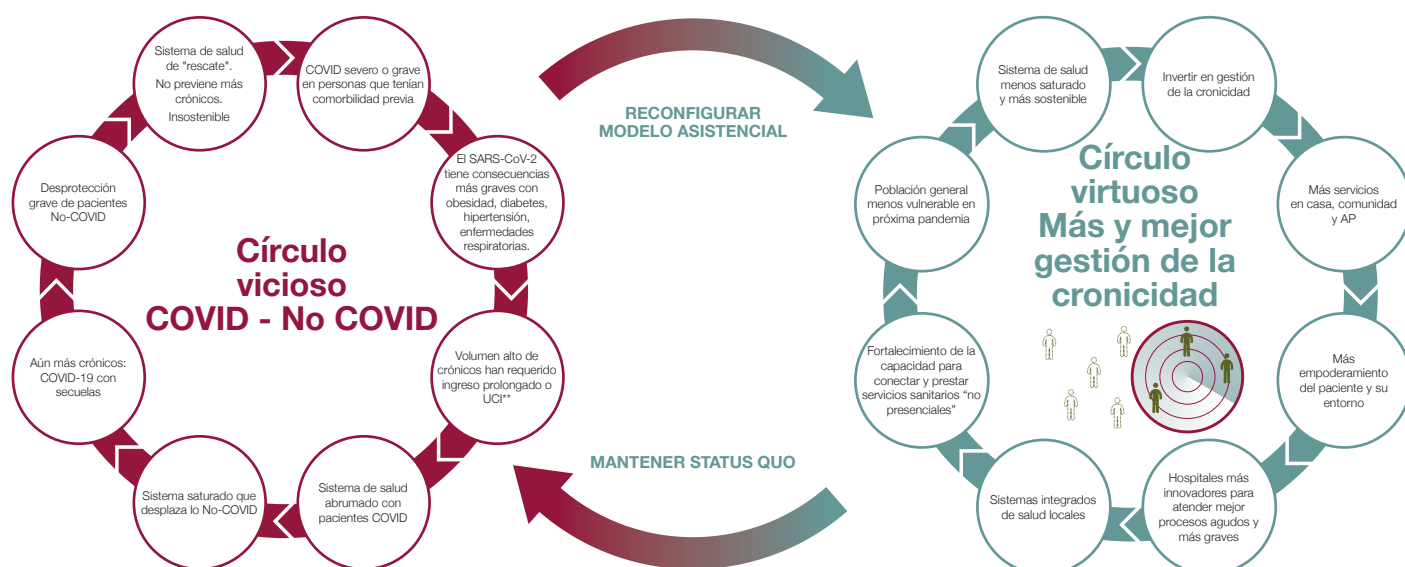 Círculo
vicioso
COVID - No COVID
Sistema de salud
de "rescate".
No previene más
crónicos.
Insostenible
COVID severo o grave
en personas que tenían
comorbilidad previa
El SARS-CoV-2
tiene consecuencias
más graves con
obesidad, diabetes,
hipertensión,
enfermedades
respiratorias.
Volumen alto de
crónicos han requerido
ingreso prolongado o
UCI**
Sistema de salud
abrumado con
pacientes COVID
Sistema saturado que
desplaza lo No-COVID
Aún más crónicos:
COVID-19 con
secuelas
Desprotección
grave de pacientes
No-COVID
RECONFIGURAR
MODELO ASISTENCIAL
MANTENER STATUS QUO
Círculo
virtuoso
Más y mejor
gestión de la
cronicidad
Sistema de salud
menos saturado
y más sostenible
Invertir en gestión
de la cronicidad
Más servicios
en casa, comunidad
y AP
Más
empoderamiento
del paciente y su
entorno
Hospitales más
innovadores para
atender mejor
procesos agudos y
más graves
Sistemas integrados
de salud locales
Fortalecimiento de la
capacidad para
conectar y prestar
servicios sanitarios “no
presenciales”
Población general
menos vulnerable en
próxima pandemia